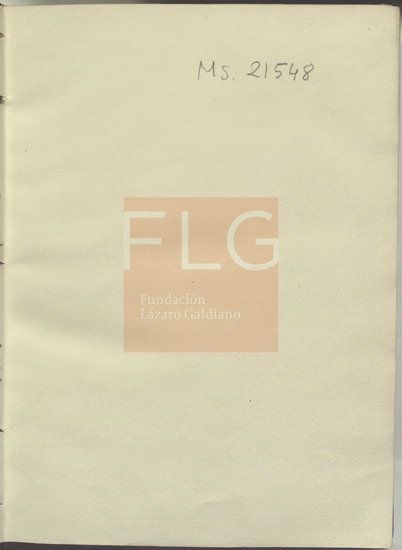 Ms. 21548
FLG
Fundación
Lázaro Galdiano